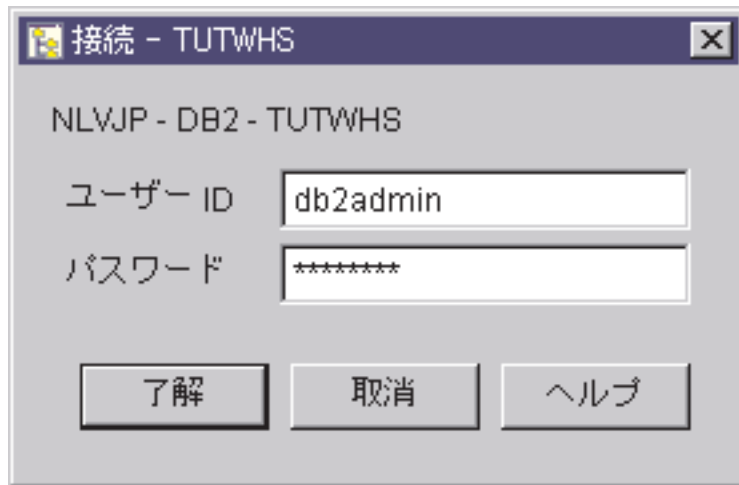 接続 - TUTWHS
NLVJP - DB2 - TUTWHS
ユーザー ID db2admin
パスワード ********
了解 取消 ヘルプ